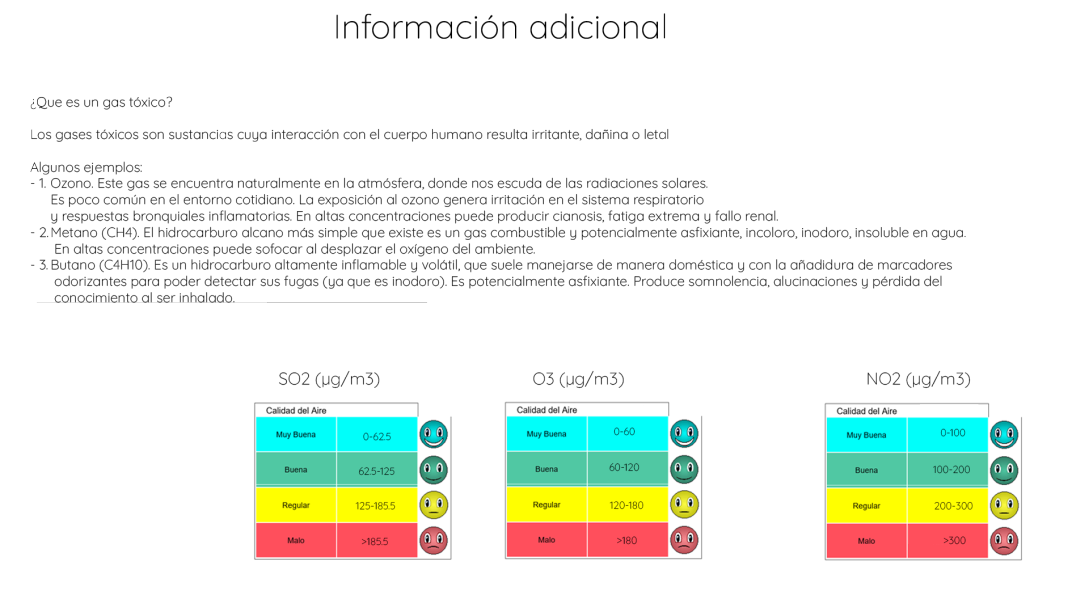 Información adicional
¿Que es un gas tóxico?
Los gases tóxicos son sustancias cuya interacción con el cuerpo humano resulta irritante, dañina o letal
Algunos ejemplos:
- 1. Ozono. Este gas se encuentra naturalmente en la atmósfera, donde nos escuda de las radiaciones solares.
Es poco común en el entorno cotidiano. La exposición al ozono genera irritación en el sistema respiratorio
y respuestas bronquiales inflamatorias. En altas concentraciones puede producir cianosis, fatiga extrema y fallo renal.
- 2. Metano (CH4). El hidrocarburo alcano más simple que existe es un gas combustible y potencialmente asfixiante, incoloro, inodoro, insoluble en agua.
En altas concentraciones puede sofocar al desplazar el oxígeno del ambiente.
- 3. Butano (C4H10). Es un hidrocarburo altamente inflamable y volátil, que suele manejarse de manera doméstica y con la añadidura de marcadores
odorizantes para poder detectar sus fugas (ya que es inodoro). Es potencialmente asfixiante. Produce somnolencia, alucinaciones y pérdida del
conocimiento al ser inhalado.
SO2 (µg/m3)
Calidad del Aire
Muy Buena 0-62.5
Buena 62.5-125
Regular 125-185.5
Malo >185.5
O3 (µg/m3)
Calidad del Aire
Muy Buena 0-60
Buena 60-120
Regular 120-180
Malo >180
NO2 (µg/m3)
Calidad del Aire
Muy Buena 0-100
Buena 100-200
Regular 200-300
Malo >300